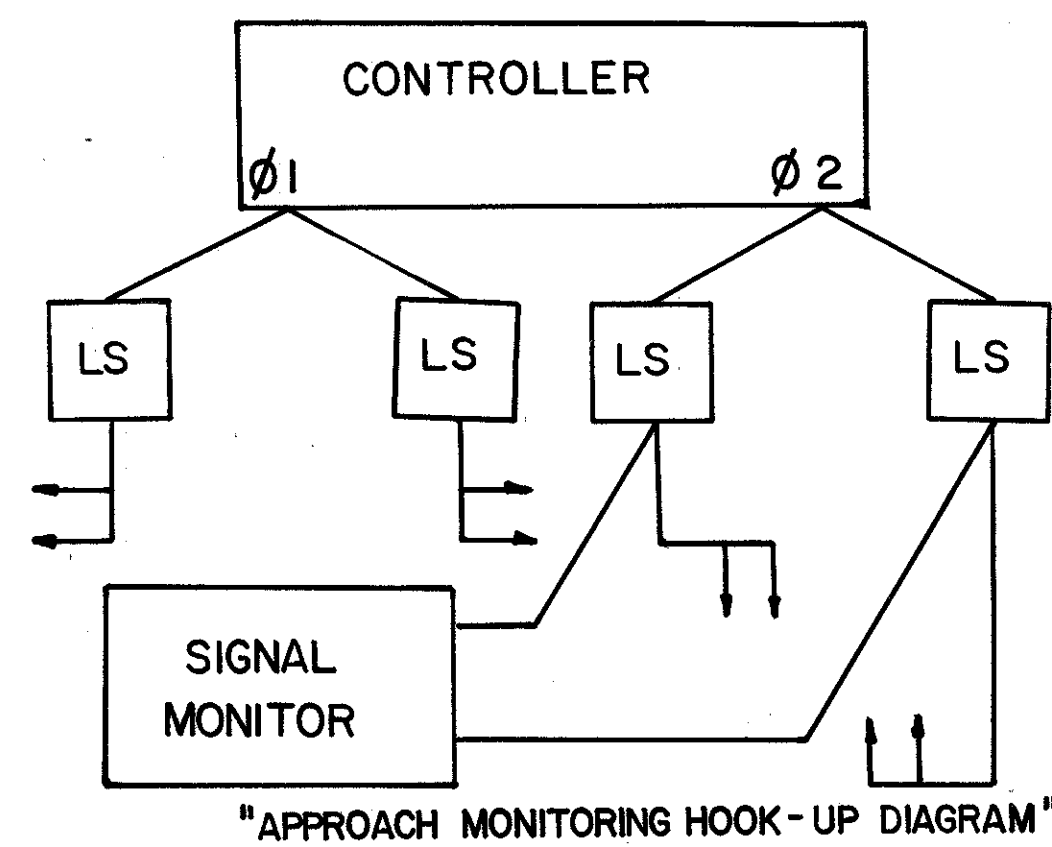 CONTROLLER
Ø1 Ø2
LS LS LS LS
SIGNAL
MONITOR
"APPROACH MONITORING HOOK-UP DIAGRAM"